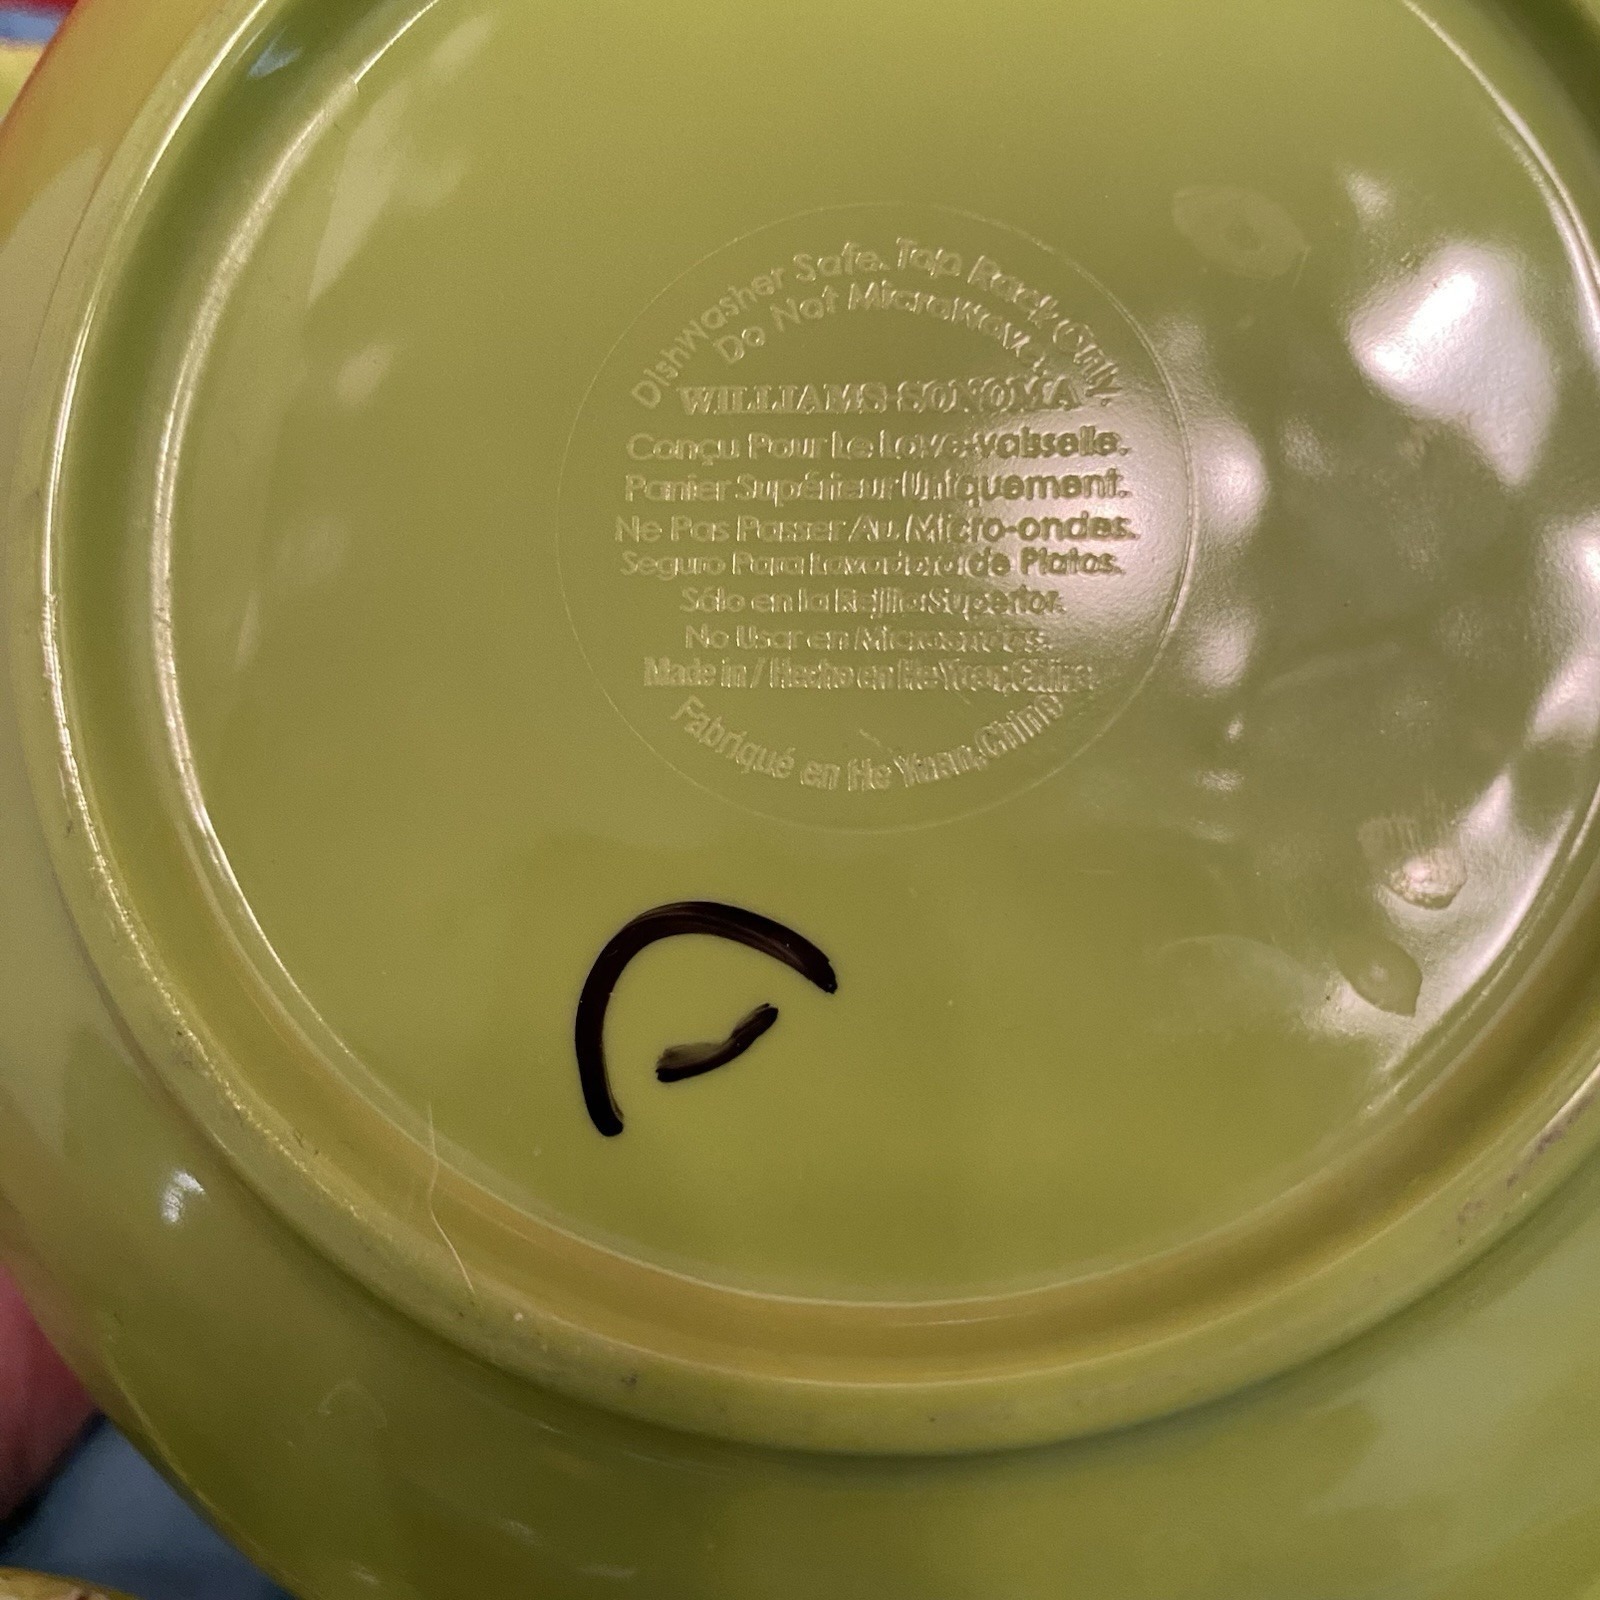 Dishwasher Safe. Top Rack Only.
Do Not Microwave.
WILLIAMS-SONOMA
Conçu Pour Le Lave-vaisselle.
Panier Supérieur Uniquement.
Ne Pas Passer Au Micro-ondes.
Seguro Para Lavadora de Platos.
Sólo en la Rejilla Superior.
No Usar en Microondas.
Made in / Hecho en He Yuan, China
Fabriqué en He Yuan, China